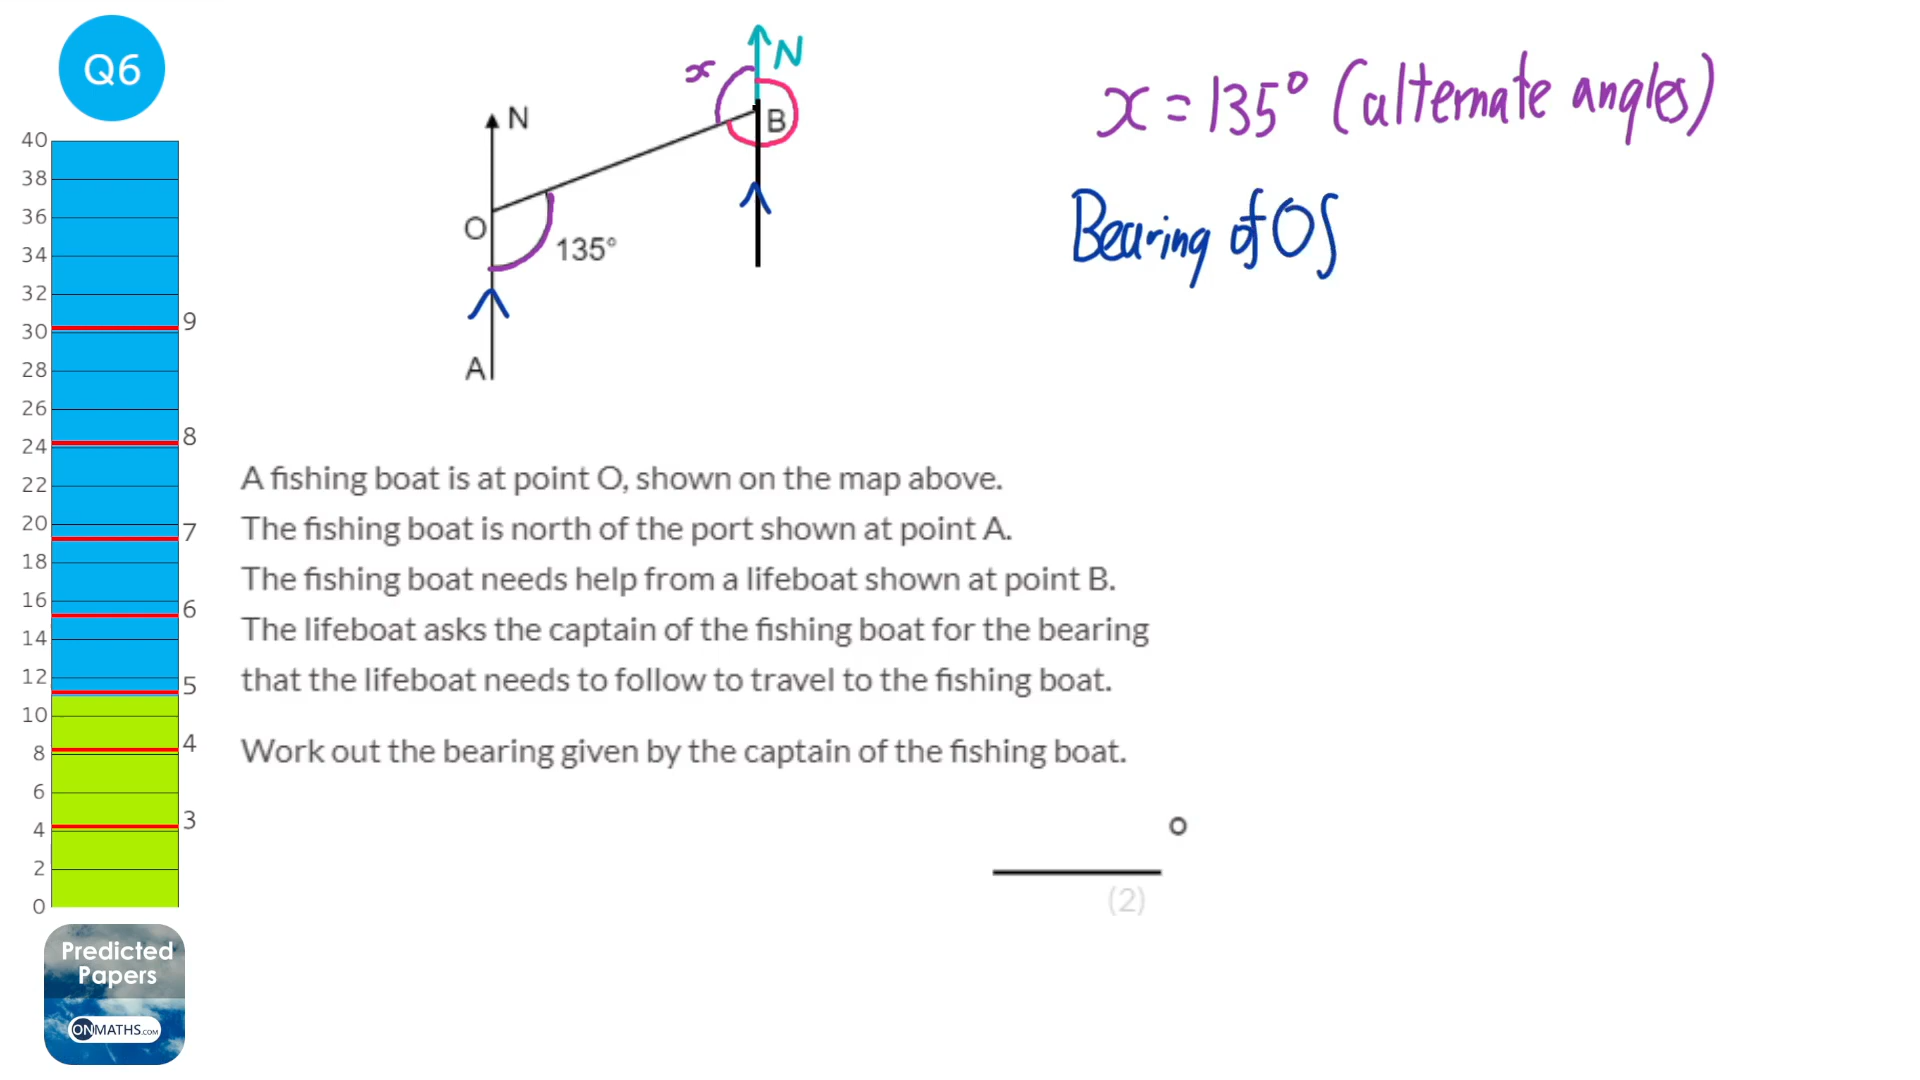 Q6
40
38
36
34
32
30
28
26
24
22
20
18
16
14
12
10
8
6
4
2
0
9
8
7
6
5
4
3
N
O
135°
A
x
N
B
x = 135° (alternate angles)
Bearing of O
A fishing boat is at point O, shown on the map above.
The fishing boat is north of the port shown at point A.
The fishing boat needs help from a lifeboat shown at point B.
The lifeboat asks the captain of the fishing boat for the bearing
that the lifeboat needs to follow to travel to the fishing boat.
Work out the bearing given by the captain of the fishing boat.
°
(2)
Predicted
Papers
ONMATHS.COM